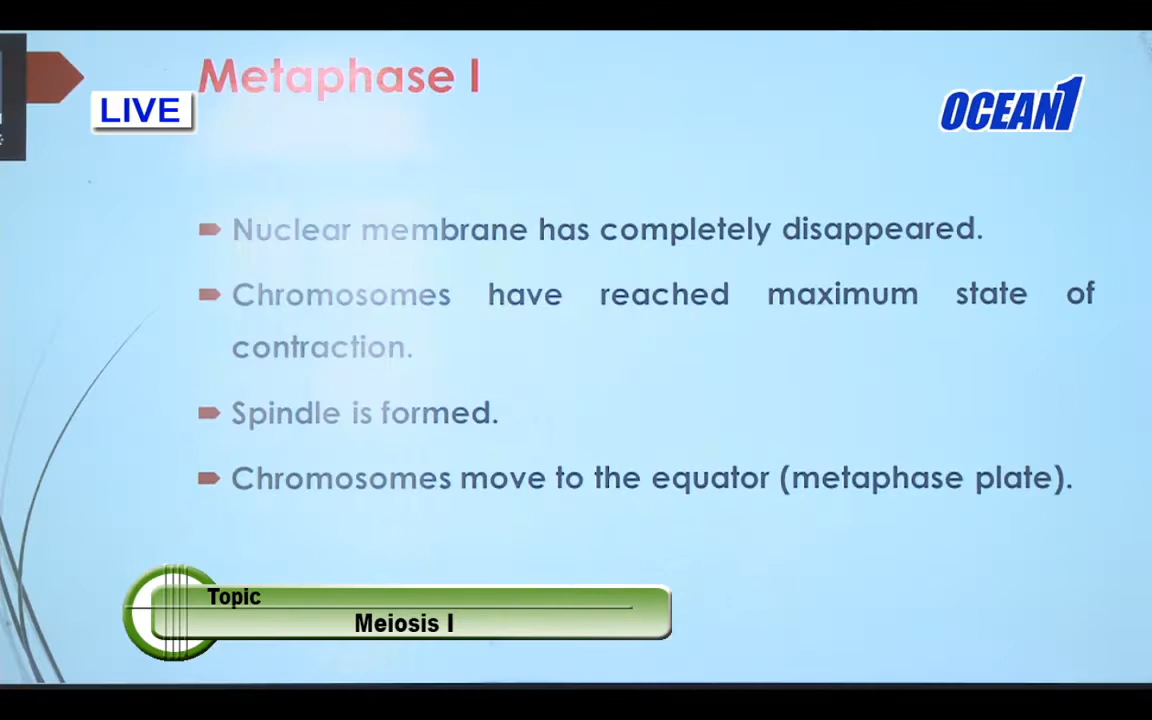 Metaphase I
LIVE
OCEAN1
Nuclear membrane has completely disappeared.
Chromosomes have reached maximum state of
contraction.
Spindle is formed.
Chromosomes move to the equator (metaphase plate).
Topic
Meiosis I